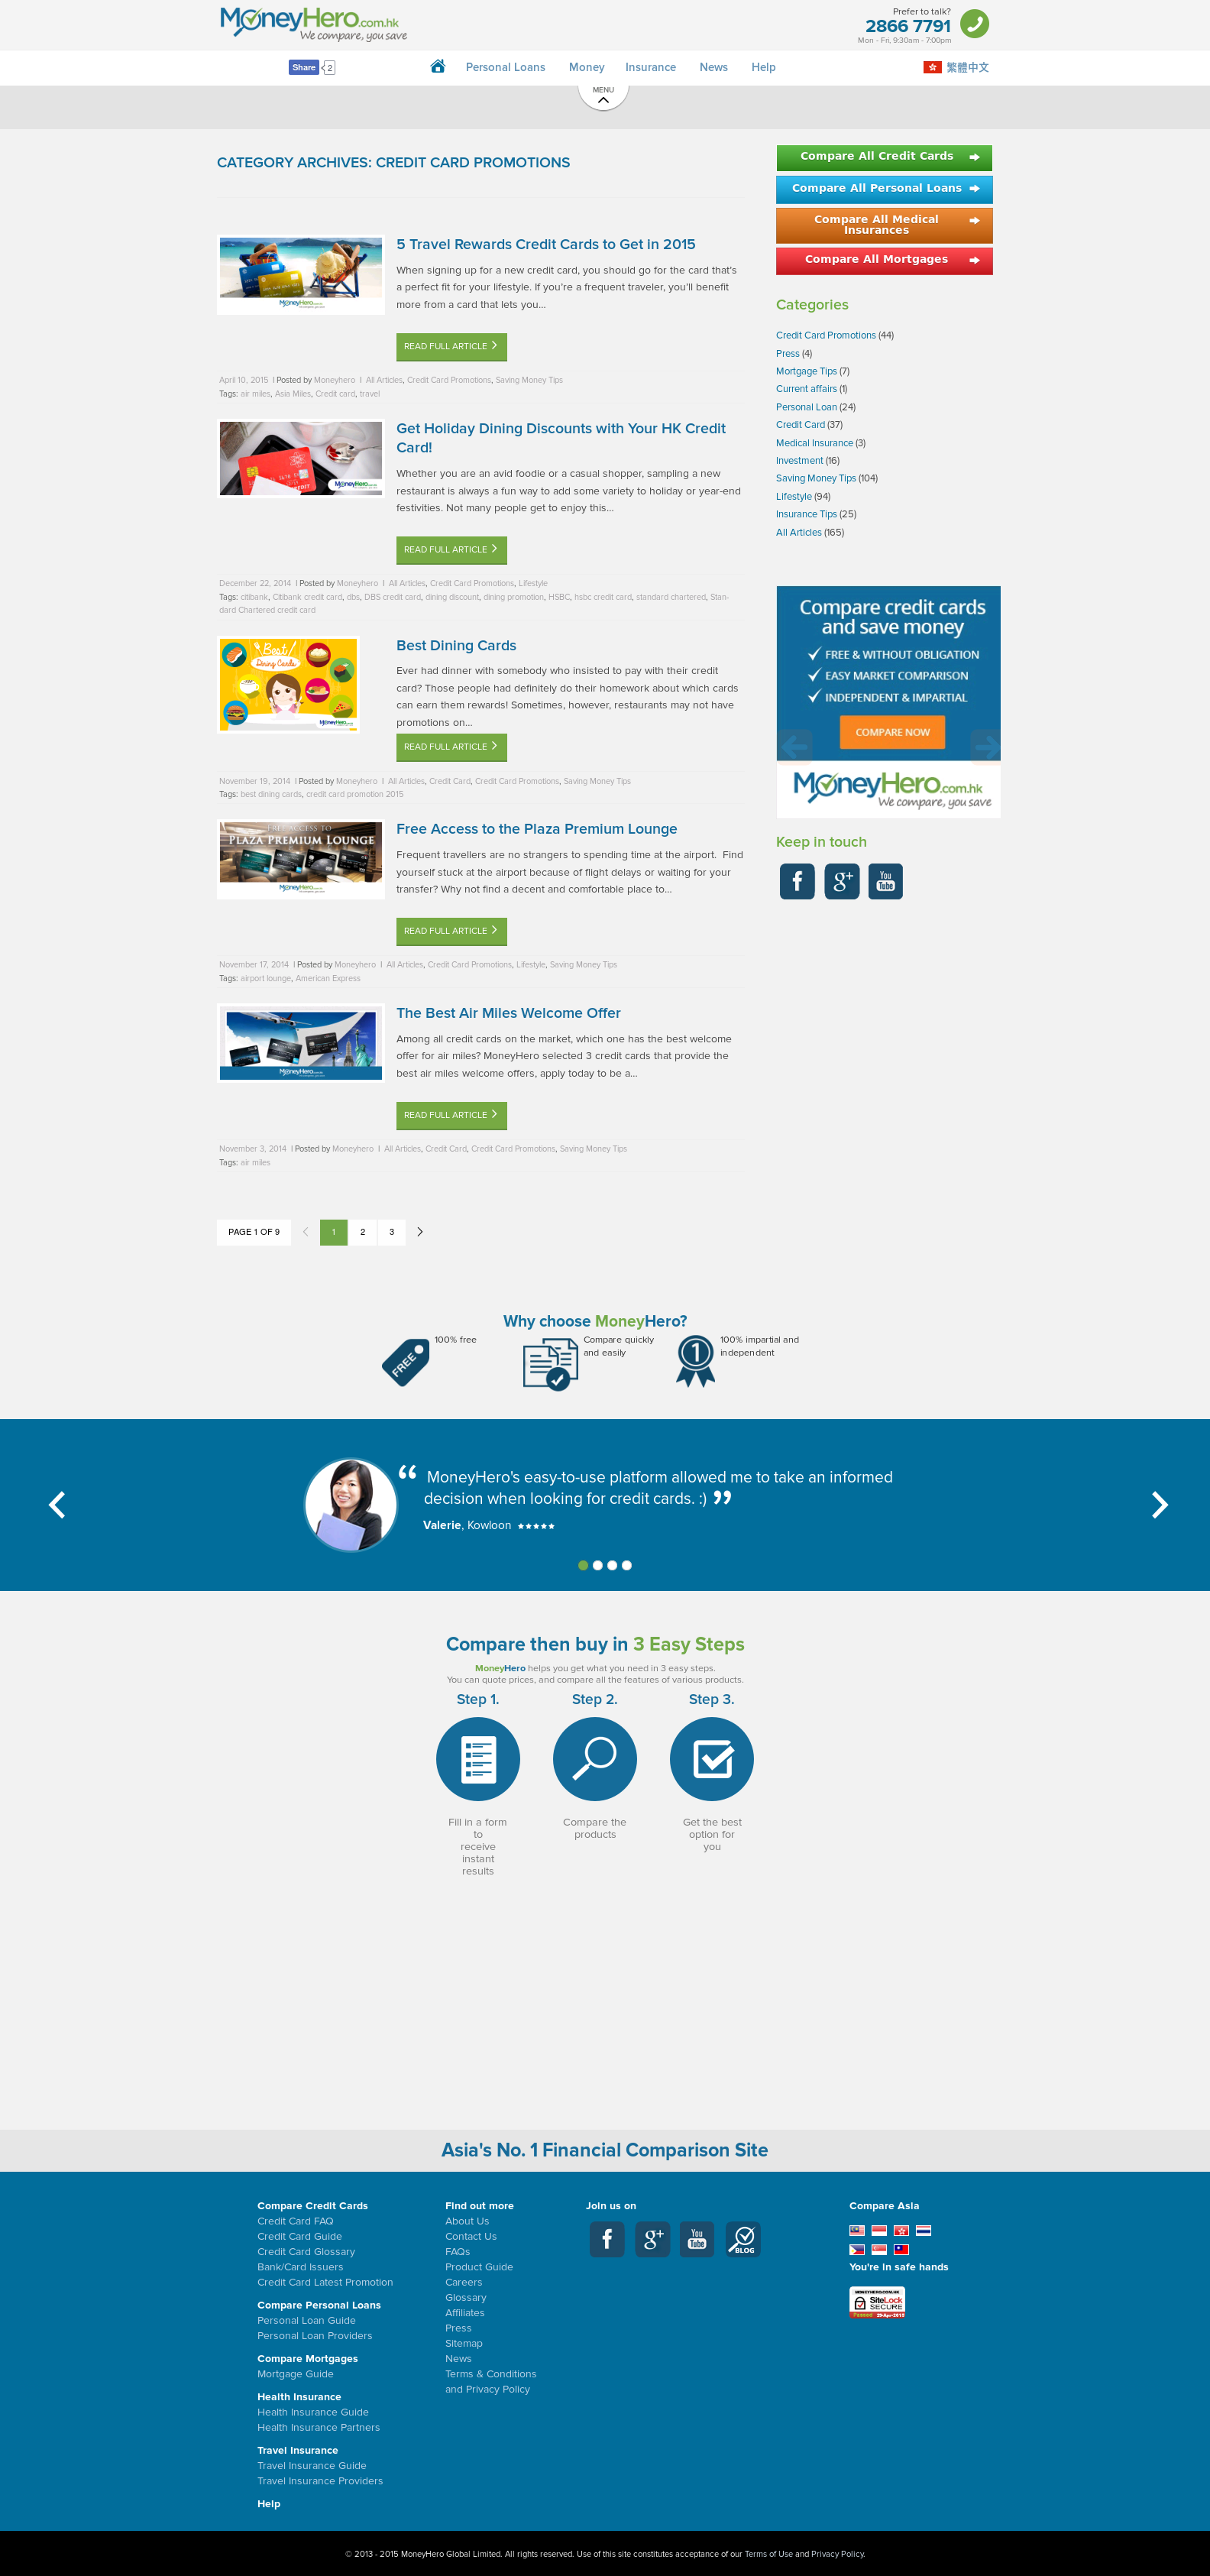 MoneyHero.com.hk
We compare, you save
Prefer to talk?
2866 7791
Mon - Fri, 9:30am - 7:00pm
Share 2
Personal Loans Money Insurance News Help
繁體中文
MENU
CATEGORY ARCHIVES: CREDIT CARD PROMOTIONS
5 Travel Rewards Credit Cards to Get in 2015
When signing up for a new credit card, you should go for the card that's
a perfect fit for your lifestyle. If you're a frequent traveler, you'll benefit
more from a card that lets you...
READ FULL ARTICLE
April 10, 2015 | Posted by Moneyhero | All Articles, Credit Card Promotions, Saving Money Tips
Tags: air miles, Asia Miles, Credit card, travel
Get Holiday Dining Discounts with Your HK Credit
Card!
Whether you are an avid foodie or a casual shopper, sampling a new
restaurant is always a fun way to add some variety to holiday or year-end
festivities. Not many people get to enjoy this...
READ FULL ARTICLE
December 22, 2014 | Posted by Moneyhero | All Articles, Credit Card Promotions, Lifestyle
Tags: citibank, Citibank credit card, dbs, DBS credit card, dining discount, dining promotion, HSBC, hsbc credit card, standard chartered, Stan-
dard Chartered credit card
Best
Dining Cards
Best Dining Cards
Ever had dinner with somebody who insisted to pay with their credit
card? Those people had definitely do their homework about which cards
can earn them rewards! Sometimes, however, restaurants may not have
promotions on...
READ FULL ARTICLE
November 19, 2014 | Posted by Moneyhero | All Articles, Credit Card, Credit Card Promotions, Saving Money Tips
Tags: best dining cards, credit card promotion 2015
FREE ACCESS TO
PLAZA PREMIUM LOUNGE
Free Access to the Plaza Premium Lounge
Frequent travellers are no strangers to spending time at the airport. Find
yourself stuck at the airport because of flight delays or waiting for your
transfer? Why not find a decent and comfortable place to...
READ FULL ARTICLE
November 17, 2014 | Posted by Moneyhero | All Articles, Credit Card Promotions, Lifestyle, Saving Money Tips
Tags: airport lounge, American Express
The Best Air Miles Welcome Offer
Among all credit cards on the market, which one has the best welcome
offer for air miles? MoneyHero selected 3 credit cards that provide the
best air miles welcome offers, apply today to be a...
READ FULL ARTICLE
November 3, 2014 | Posted by Moneyhero | All Articles, Credit Card, Credit Card Promotions, Saving Money Tips
Tags: air miles
PAGE 1 OF 9 1 2 3
Compare All Credit Cards
Compare All Personal Loans
Compare All Medical
Insurances
Compare All Mortgages
Categories
Credit Card Promotions (44)
Press (4)
Mortgage Tips (7)
Current affairs (1)
Personal Loan (24)
Credit Card (37)
Medical Insurance (3)
Investment (16)
Saving Money Tips (104)
Lifestyle (94)
Insurance Tips (25)
All Articles (165)
Compare credit cards
and save money
FREE & WITHOUT OBLIGATION
EASY MARKET COMPARISON
INDEPENDENT & IMPARTIAL
COMPARE NOW
MoneyHero.com.hk
We compare, you save
Keep in touch
You Tube
Why choose MoneyHero?
FREE
100% free
Compare quickly
and easily
1
100% impartial and
independent
“ MoneyHero's easy-to-use platform allowed me to take an informed
decision when looking for credit cards. :) ”
Valerie, Kowloon ★★★★★
Compare then buy in 3 Easy Steps
MoneyHero helps you get what you need in 3 easy steps.
You can quote prices, and compare all the features of various products.
Step 1. Step 2. Step 3.
Fill in a form
to
receive
instant
results
Compare the
products
Get the best
option for
you
Asia's No. 1 Financial Comparison Site
Compare Credit Cards
Credit Card FAQ
Credit Card Guide
Credit Card Glossary
Bank/Card Issuers
Credit Card Latest Promotion
Compare Personal Loans
Personal Loan Guide
Personal Loan Providers
Compare Mortgages
Mortgage Guide
Health Insurance
Health Insurance Guide
Health Insurance Partners
Travel Insurance
Travel Insurance Guide
Travel Insurance Providers
Help
Find out more
About Us
Contact Us
FAQs
Product Guide
Careers
Glossary
Affiliates
Press
Sitemap
News
Terms & Conditions
and Privacy Policy
Join us on
You Tube
BLOG
Compare Asia
You're in safe hands
MONEYHERO.COM.HK
SiteLock
SECURE
Passed 29-Apr-2015
© 2013 - 2015 MoneyHero Global Limited. All rights reserved. Use of this site constitutes acceptance of our Terms of Use and Privacy Policy.